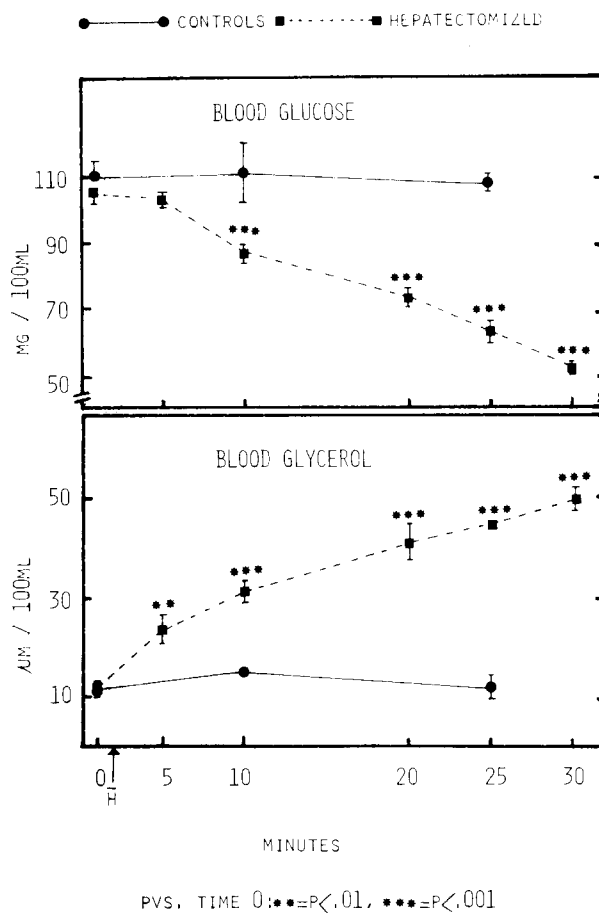 CONTROLS HEPATECTOMIZED
BLOOD GLUCOSE
110
90
70
50
MG / 100ML
***
***
***
***
BLOOD GLYCEROL
50
30
10
μM / 100ML
**
***
***
***
***
0 5 10 20 25 30
H̅
MINUTES
PVS. TIME 0:**=P<.01, ***=P<.001